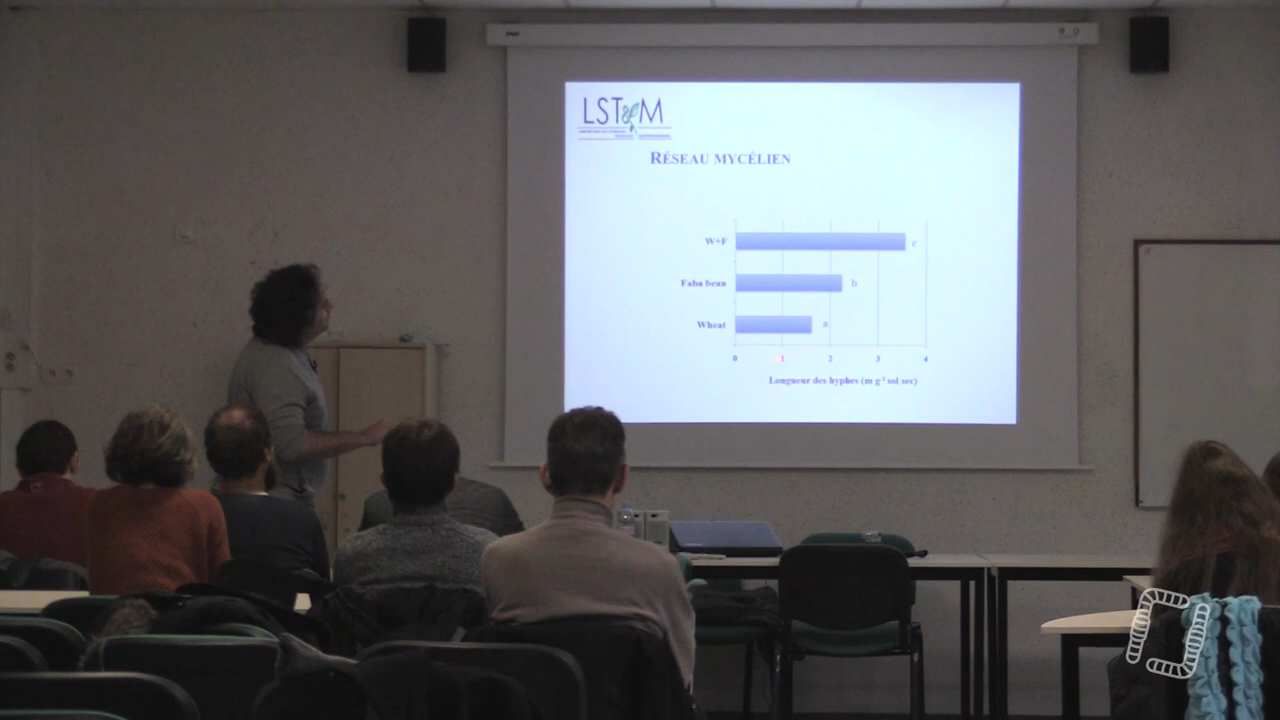 LST&M
RÉSEAU MYCÉLIEN
W+F
c
Faba bean
b
Wheat
a
0 1 2 3 4
Longueur des hyphes (m g⁻¹ sol sec)